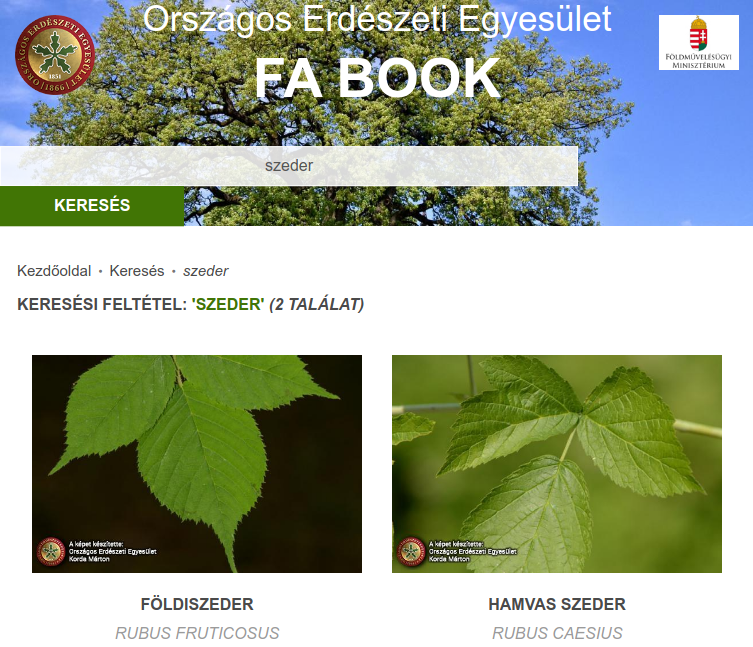 Országos Erdészeti Egyesület
FA BOOK
ORSZÁGOS ERDÉSZETI EGYESÜLET
1851
1866
FÖLDMŰVELÉSÜGYI
MINISZTÉRIUM
szeder
KERESÉS
Kezdőoldal • Keresés • szeder
KERESÉSI FELTÉTEL: 'SZEDER' (2 TALÁLAT)
A képet készítette:
Országos Erdészeti Egyesület
Korda Márton
A képet készítette:
Országos Erdészeti Egyesület
Korda Márton
FÖLDISZEDER
HAMVAS SZEDER
RUBUS FRUTICOSUS
RUBUS CAESIUS